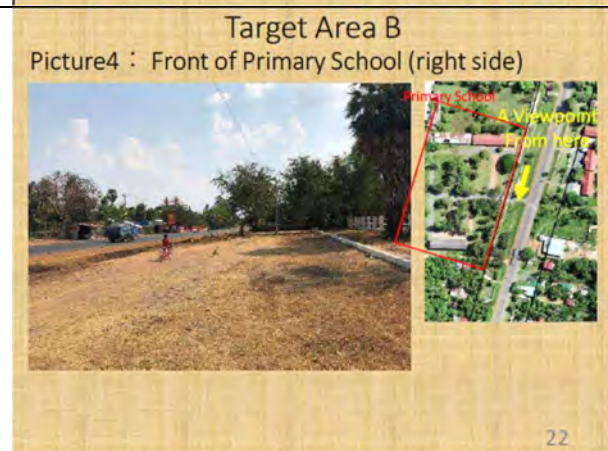 Target Area B
Picture4： Front of Primary School (right side)
Primary School
A Viewpoint
From here
22